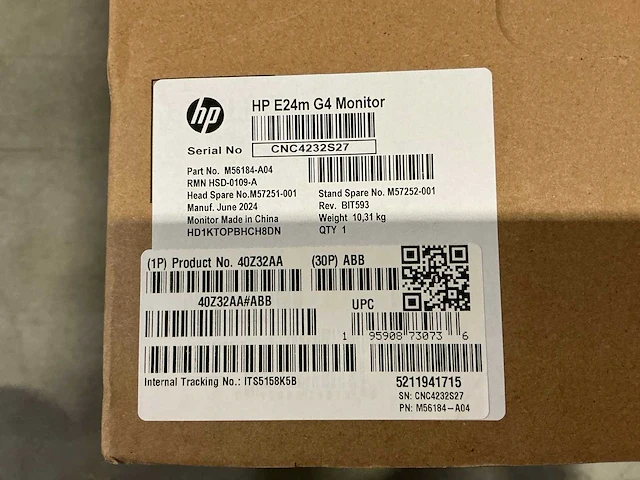 hp
HP E24m G4 Monitor
Serial No CNC4232S27
Part No. M56184-A04
RMN HSD-0109-A
Head Spare No.M57251-001 Stand Spare No. M57252-001
Manuf. June 2024 Rev. BIT593
Monitor Made in China Weight 10,31 kg
HD1KTOPBHCH8DN QTY 1
(1P) Product No. 40Z32AA (30P) ABB
40Z32AA#ABB UPC
1 95908 73073 6
Internal Tracking No.: ITS5158K5B 5211941715
SN: CNC4232S27
PN: M56184-A04